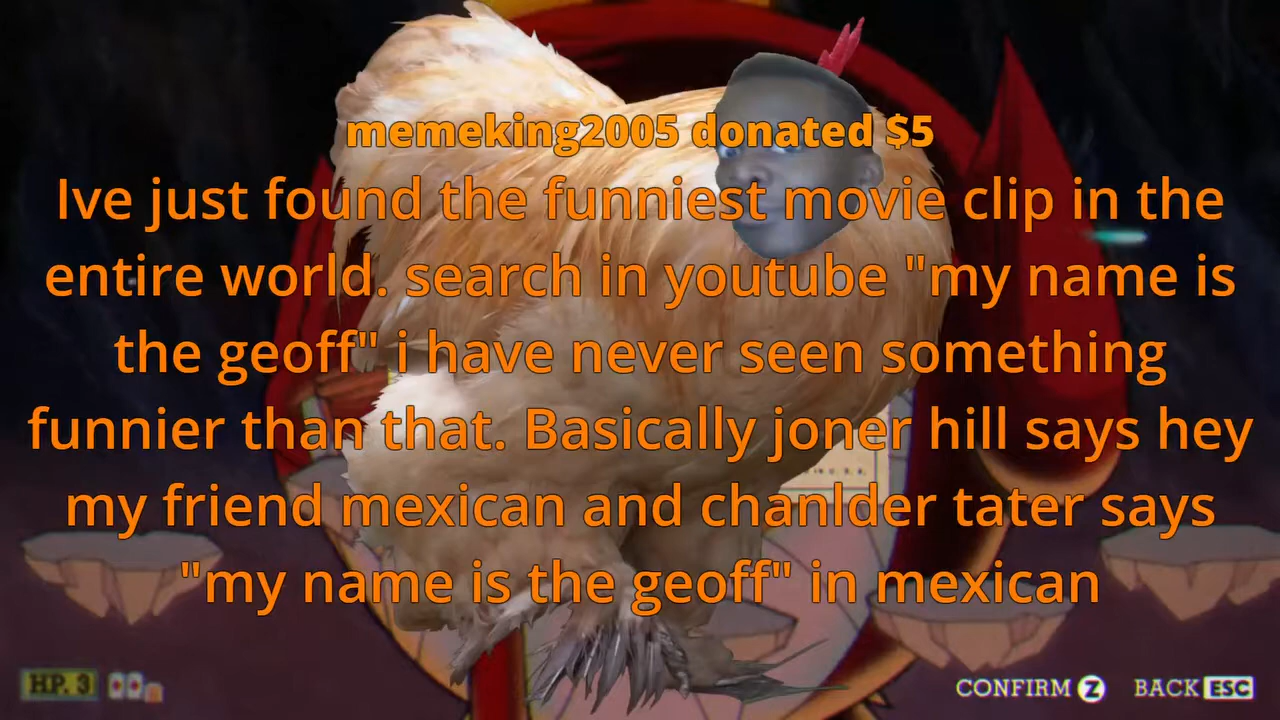 memeking2005 donated $5
Ive just found the funniest movie clip in the
entire world. search in youtube "my name is
the geoff" i have never seen something
funnier than that. Basically joner hill says hey
my friend mexican and chanlder tater says
"my name is the geoff" in mexican
HP. 3
CONFIRM Z BACK ESC